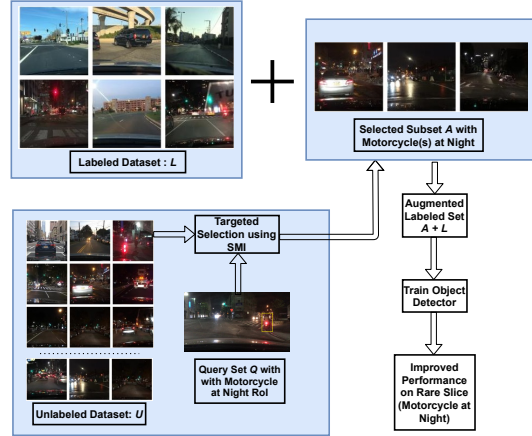 Labeled Dataset : L
+
Selected Subset A with
Motorcycle(s) at Night
Targeted
Selection using
SMI
Query Set Q with
with Motorcycle
at Night RoI
Unlabeled Dataset: U
Augmented
Labeled Set
A + L
Train Object
Detector
Improved
Performance
on Rare Slice
(Motorcycle at
Night)